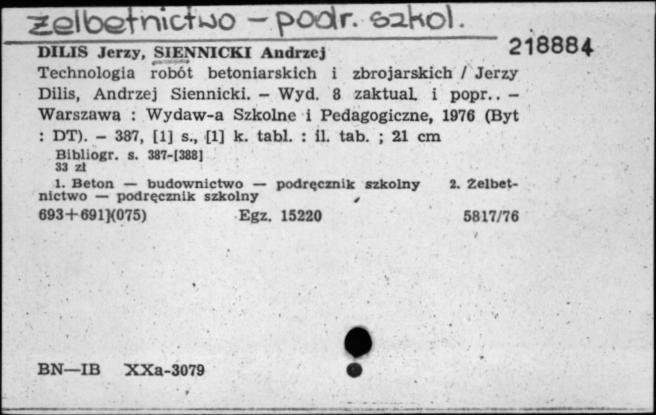 żelbetnictwo – podr. szkol.
218884
DILIS Jerzy, SIENNICKI Andrzej
Technologia robót betoniarskich i zbrojarskich / Jerzy
Dilis, Andrzej Siennicki. – Wyd. 8 zaktual. i popr.. –
Warszawa : Wydaw-a Szkolne i Pedagogiczne, 1976 (Byt
: DT). – 387, [1] s., [1] k. tabl. : il. tab. ; 21 cm
Bibliogr. s. 387-[388]
33 zł
1. Beton — budownictwo — podręcznik szkolny 2. Żelbet-
nictwo — podręcznik szkolny
693+691](075) Egz. 15220 5817/76
BN—IB XXa-3079